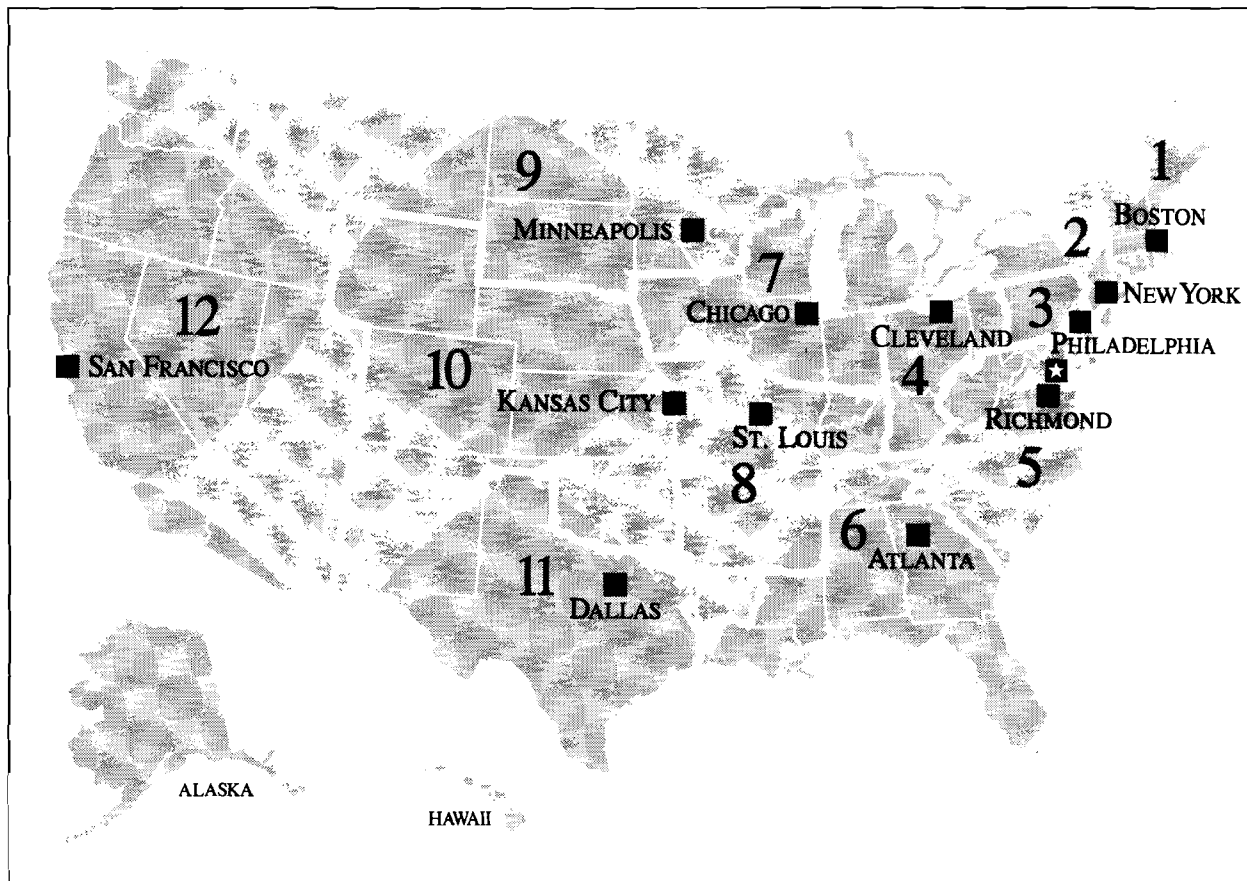 1
BOSTON
9
2
MINNEAPOLIS
7
NEW YORK
CHICAGO
3
12
CLEVELAND
PHILADELPHIA
SAN FRANCISCO
10
4
KANSAS CITY
RICHMOND
ST. LOUIS
5
8
6
ATLANTA
11
DALLAS
ALASKA
HAWAII